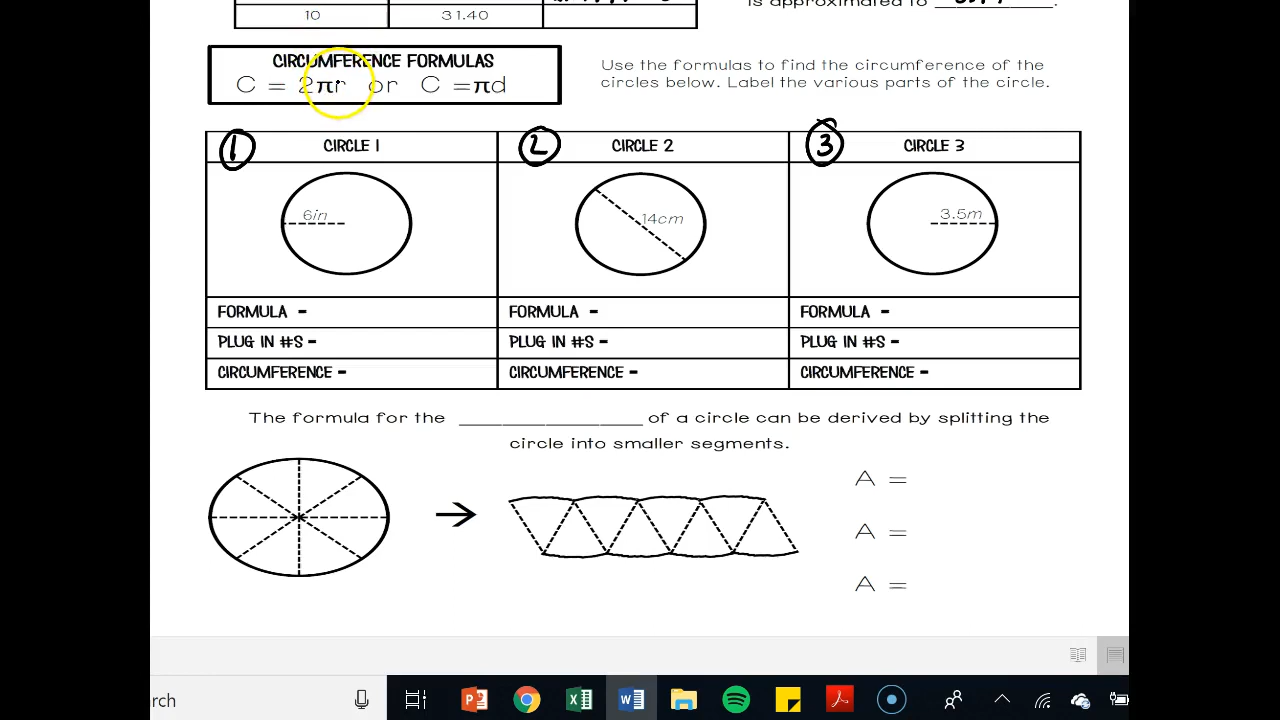 is approximated to
10 31.40
CIRCUMFERENCE FORMULAS
C = 2πr or C =πd
Use the formulas to find the circumference of the
circles below. Label the various parts of the circle.
1 CIRCLE 1
2 CIRCLE 2
3 CIRCLE 3
6in
14cm
3.5m
FORMULA - FORMULA - FORMULA -
PLUG IN #S - PLUG IN #S - PLUG IN #S -
CIRCUMFERENCE - CIRCUMFERENCE - CIRCUMFERENCE -
The formula for the ________________ of a circle can be derived by splitting the
circle into smaller segments.
A =
A =
A =
rch